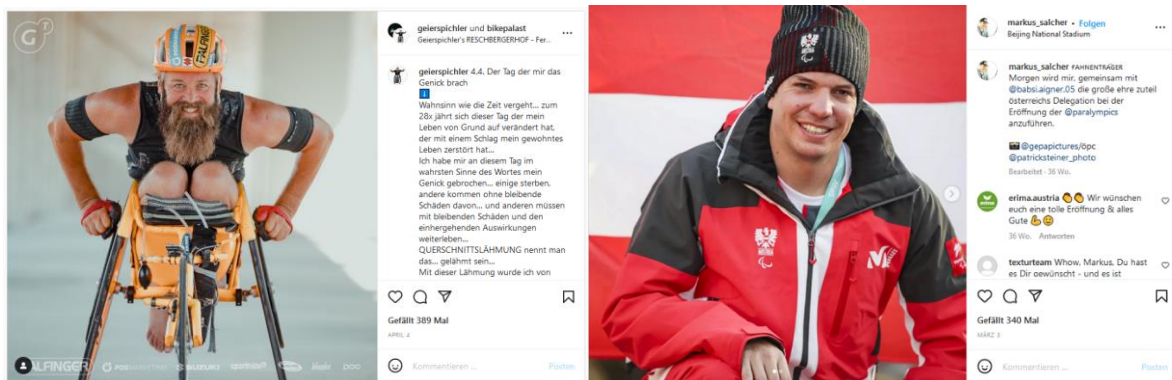 G T
PALFINGER
geierspichler und bikepalast
Geierspichler's RESCHBERGERHOF - Fer...
geierspichler 4.4. Der Tag der mir das
Genick brach
Wahnsinn wie die Zeit vergeht... zum
28x jährt sich dieser Tag der mein
Leben von Grund auf verändert hat,
der mit einem Schlag mein gewohntes
Leben zerstört hat...
Ich habe mir an diesem Tag im
wahrsten Sinne des Wortes mein
Genick gebrochen... einige sterben,
andere kommen ohne bleibende
Schäden davon... und anderen müssen
mit bleibenden Schäden und den
einhergehenden Auswirkungen
weiterleben...
QUERSCHNITTSLÄHMUNG nennt man
das... gelähmt sein...
Mit dieser Lähmung wurde ich von
Gefällt 389 Mal
APRIL 4
Kommentieren ...
Posten
PALFINGER
SUZUKI
markus_salcher • Folgen
Beijing National Stadium
markus_salcher FAHNENTRÄGER
Morgen wird mir, gemeinsam mit
@babsi.aigner.05 die große ehre zuteil
österreichs Delegation bei der
Eröffnung der @paralympics
anzuführen.
@gepapictures/öpc
@patricksteiner_photo
Bearbeitet · 36 Wo.
erima.austria Wir wünschen
euch eine tolle Eröffnung & alles
Gute
36 Wo. Antworten
texturteam Whow, Markus, Du hast
es Dir gewünscht - und es ist
Gefällt 340 Mal
MÄRZ 3
Kommentieren ...
Posten
erima
AUSTRIA